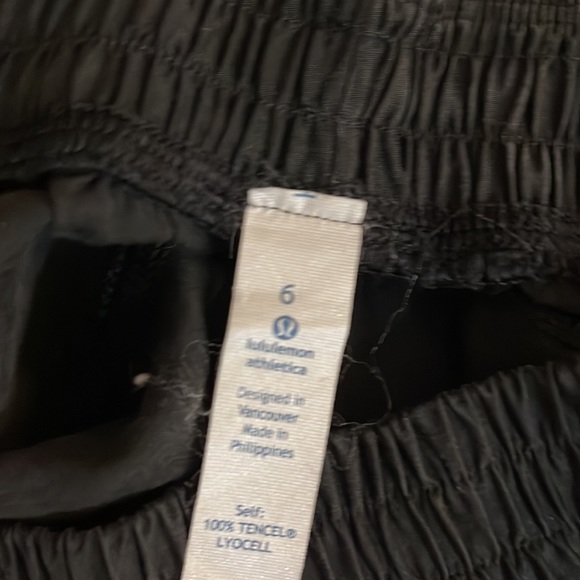 6
lululemon
athletica
Designed in
Vancouver
Made in
Philippines
Self:
100% TENCEL®
LYOCELL